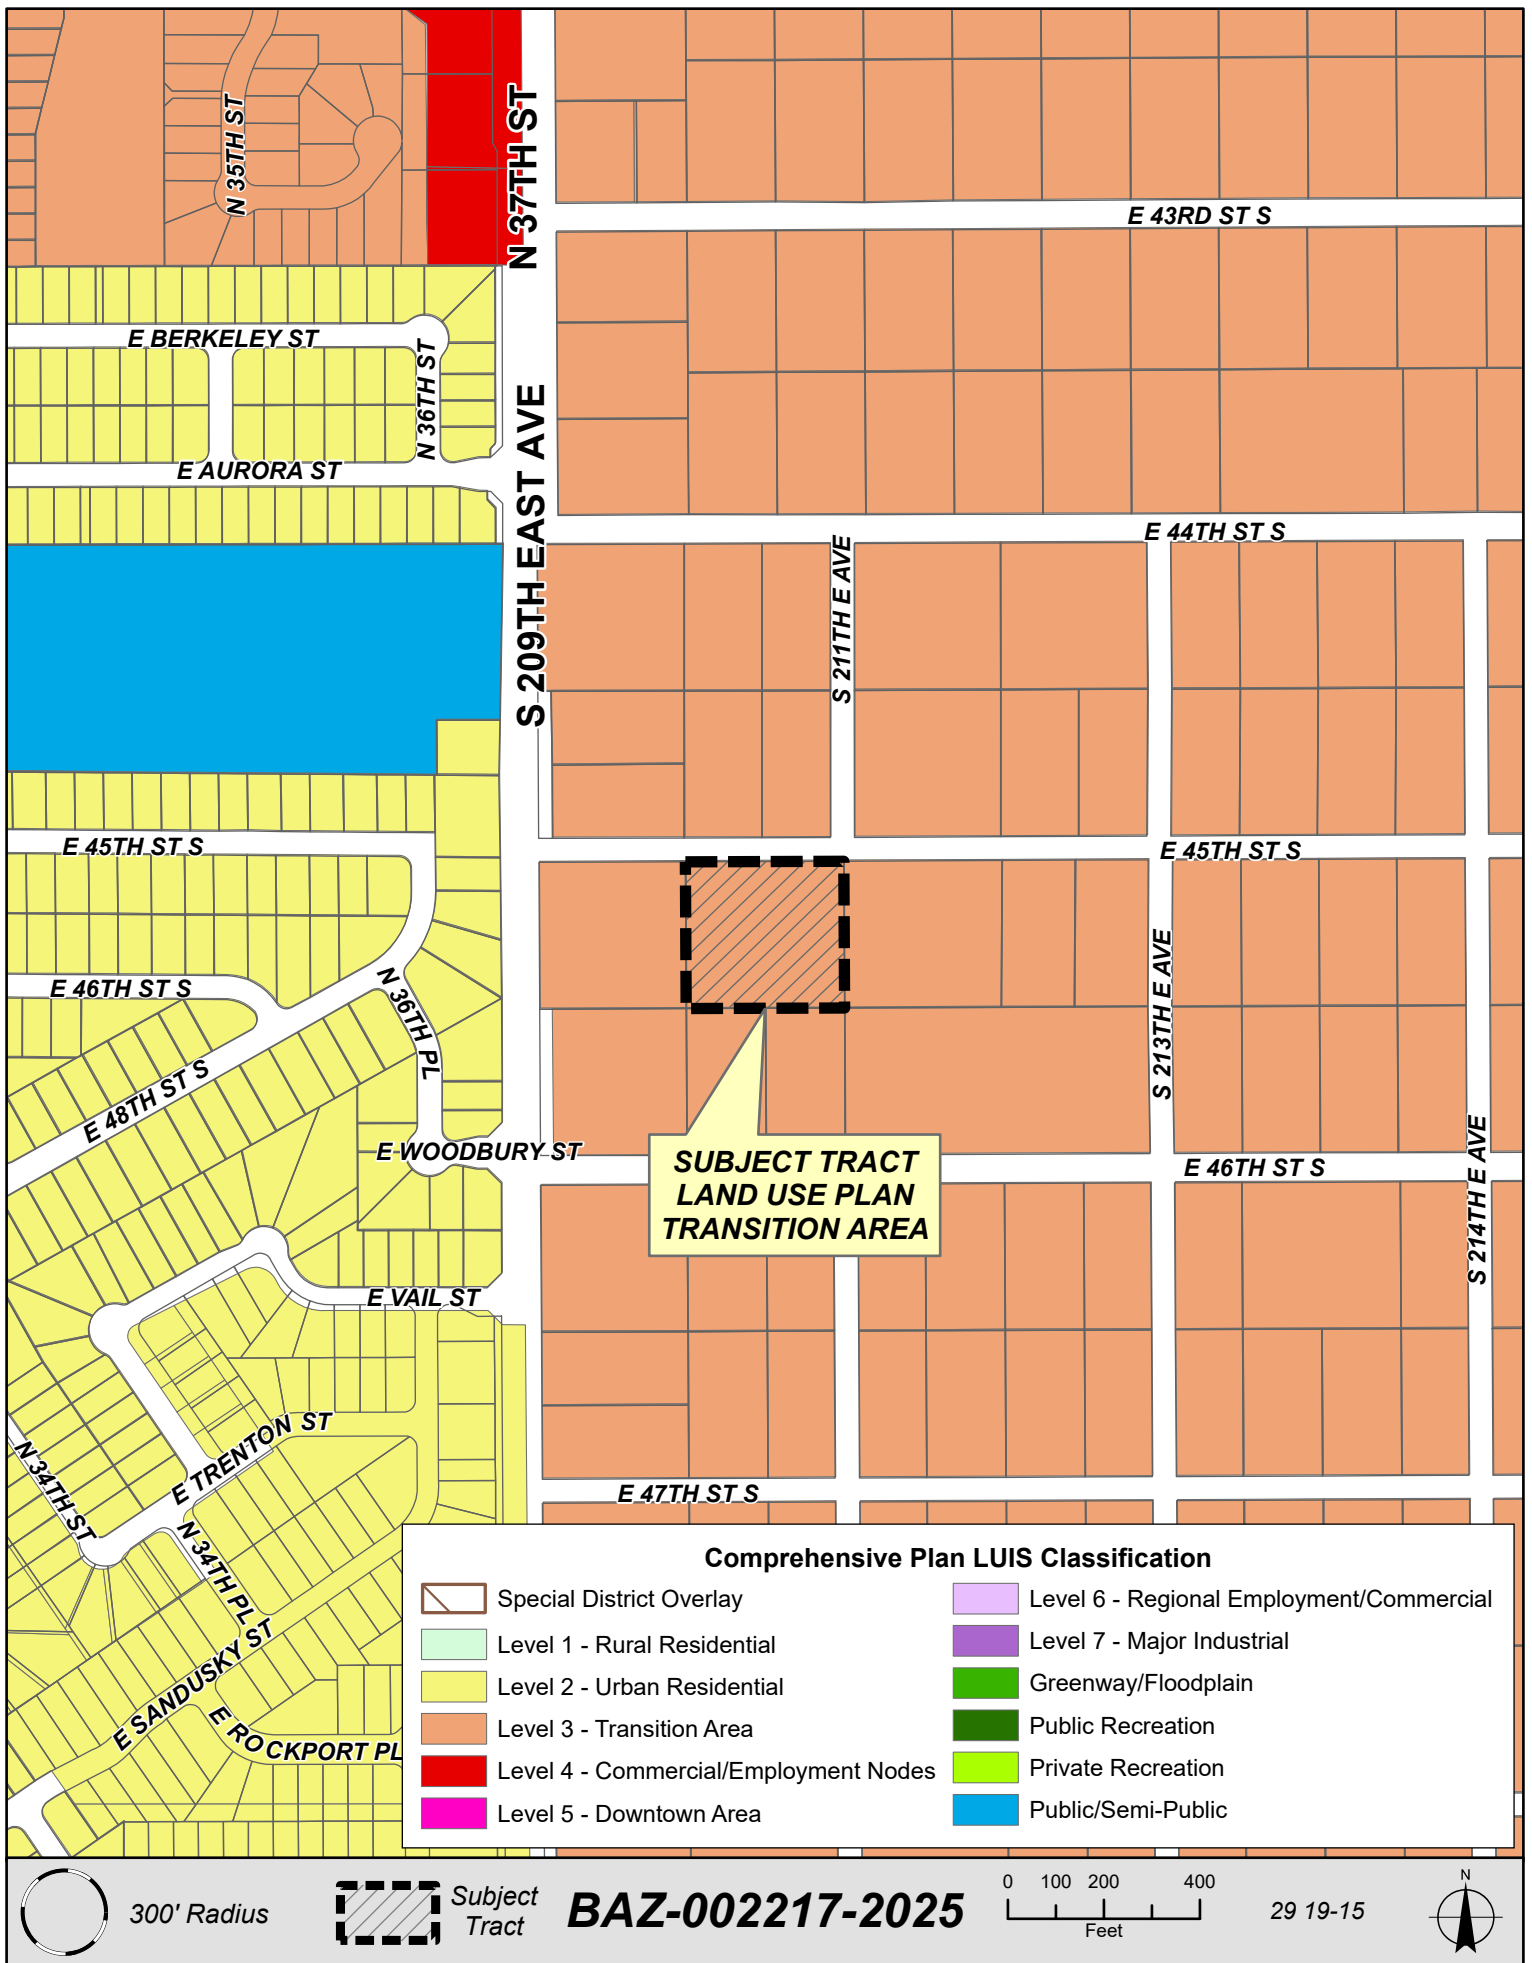 N 37TH ST
N 35TH ST
E 43RD ST S
E BERKELEY ST
N 36TH ST
E AURORA ST
S 209TH EAST AVE
E 44TH ST S
S 211TH E AVE
E 45TH ST S
E 45TH ST S
E 46TH ST S
N 36TH PL
S 213TH E AVE
E 48TH ST S
E WOODBURY ST
SUBJECT TRACT
LAND USE PLAN
TRANSITION AREA
E 46TH ST S
S 214TH E AVE
E VAIL ST
E TRENTON ST
N 34TH ST
E 47TH ST S
N 34TH PL
E SANDUSKY ST
E ROCKPORT PL
Comprehensive Plan LUIS Classification
Special District Overlay
Level 1 - Rural Residential
Level 2 - Urban Residential
Level 3 - Transition Area
Level 4 - Commercial/Employment Nodes
Level 5 - Downtown Area
Level 6 - Regional Employment/Commercial
Level 7 - Major Industrial
Greenway/Floodplain
Public Recreation
Private Recreation
Public/Semi-Public
300' Radius
Subject
Tract
BAZ-002217-2025
0 100 200 400
Feet
29 19-15
N